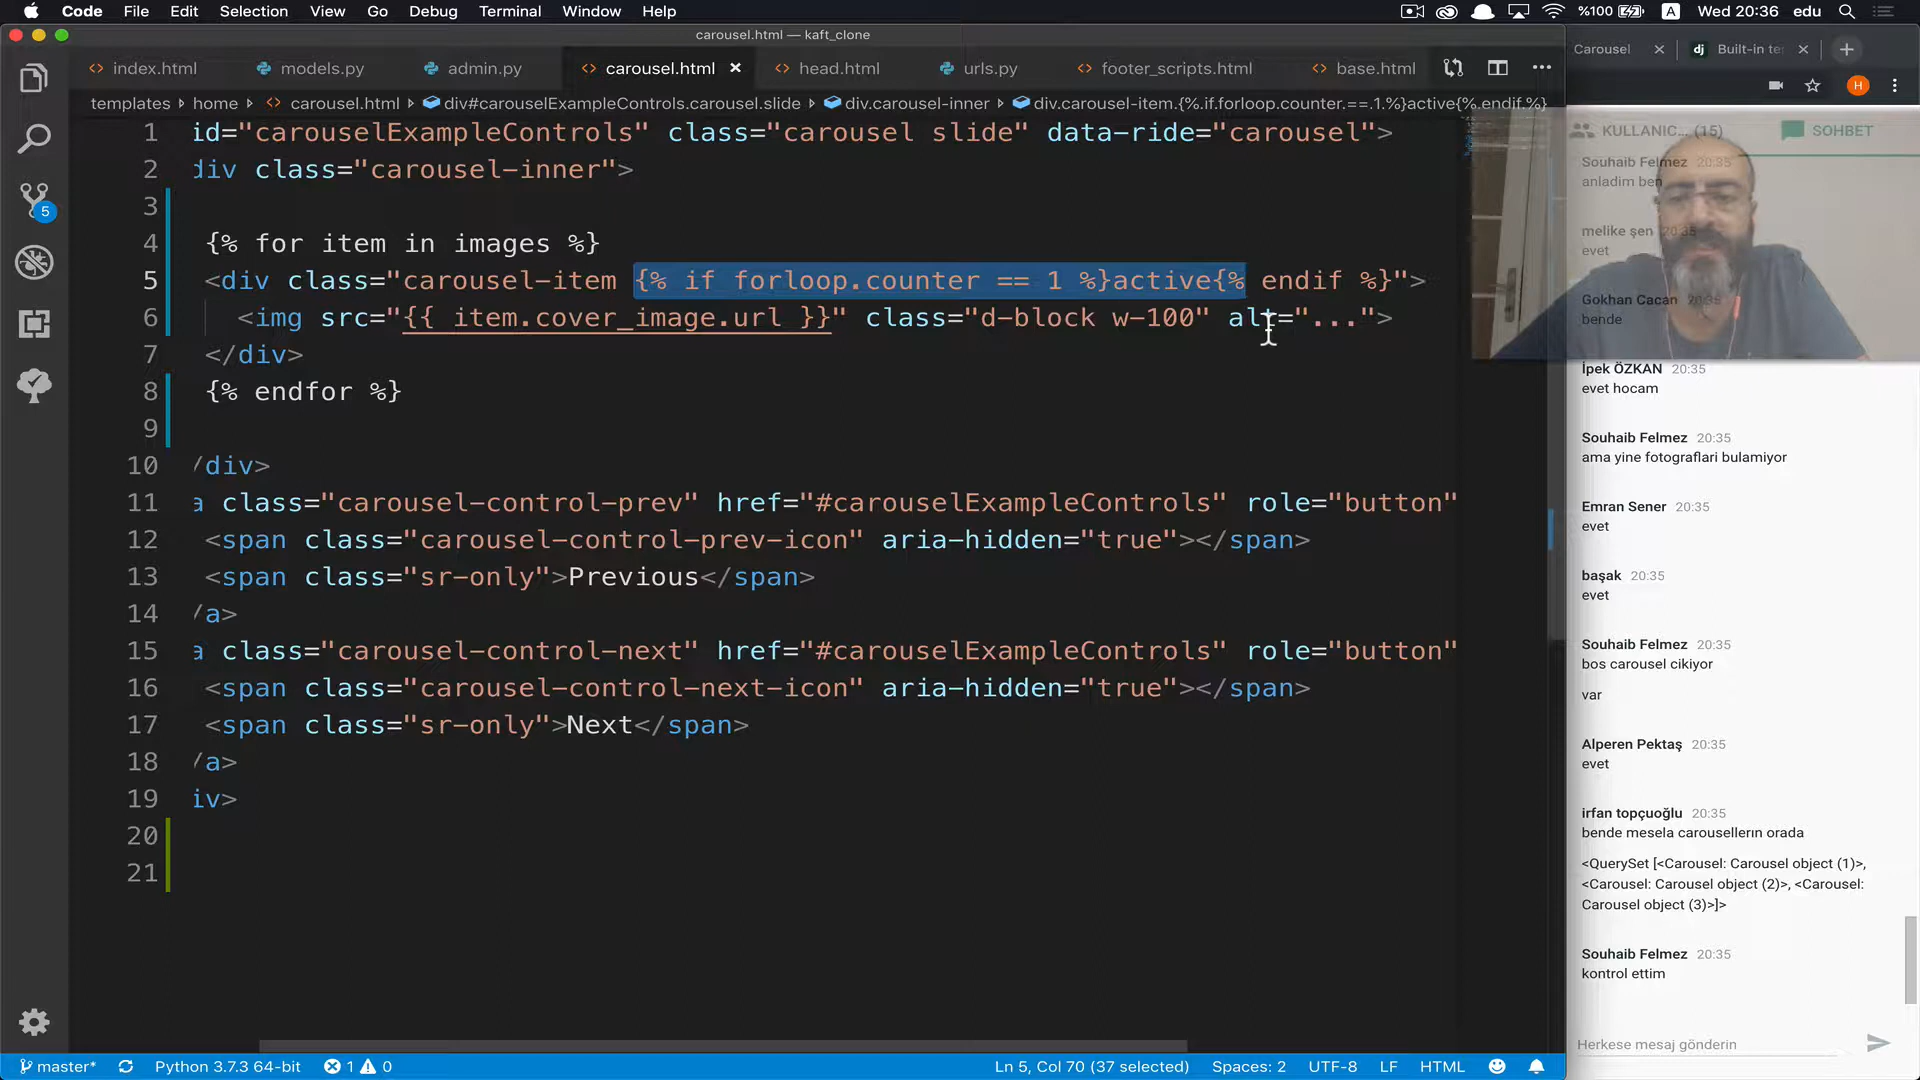 Code File Edit Selection View Go Debug Terminal Window Help
%100 A Wed 20:36 edu
carousel.html — kaft_clone
index.html models.py admin.py carousel.html head.html urls.py footer_scripts.html base.html
templates home carousel.html div#carouselExampleControls.carousel.slide div.carousel-inner div.carousel-item.{%.if.forloop.counter.==.1.%}active{%.endif.%}
1 id="carouselExampleControls" class="carousel slide" data-ride="carousel">
2 div class="carousel-inner">
3
4 {% for item in images %}
5 <div class="carousel-item {% if forloop.counter == 1 %}active{% endif %}">
6 <img src="{{ item.cover_image.url }}" class="d-block w-100" alt="...">
7 </div>
8 {% endfor %}
9
10 /div>
11 a class="carousel-control-prev" href="#carouselExampleControls" role="button"
12 <span class="carousel-control-prev-icon" aria-hidden="true"></span>
13 <span class="sr-only">Previous</span>
14 /a>
15 a class="carousel-control-next" href="#carouselExampleControls" role="button"
16 <span class="carousel-control-next-icon" aria-hidden="true"></span>
17 <span class="sr-only">Next</span>
18 /a>
19 iv>
20
21
5
master* Python 3.7.3 64-bit 1 0 Ln 5, Col 70 (37 selected) Spaces: 2 UTF-8 LF HTML
Carousel dj Built-in te
H
KULLANIC... (15) SOHBET
Souhaib Felmez 20:35
anladim ben
melike şen 20:35
evet
Gokhan Cacan 20:35
bende
İpek ÖZKAN 20:35
evet hocam
Souhaib Felmez 20:35
ama yine fotograflari bulamiyor
Emran Sener 20:35
evet
başak 20:35
evet
Souhaib Felmez 20:35
bos carousel cikiyor
var
Alperen Pektaş 20:35
evet
irfan topçuoğlu 20:35
bende mesela carousellerın orada
<QuerySet [<Carousel: Carousel object (1)>,
<Carousel: Carousel object (2)>, <Carousel:
Carousel object (3)>]>
Souhaib Felmez 20:35
kontrol ettim
Herkese mesaj gönderin